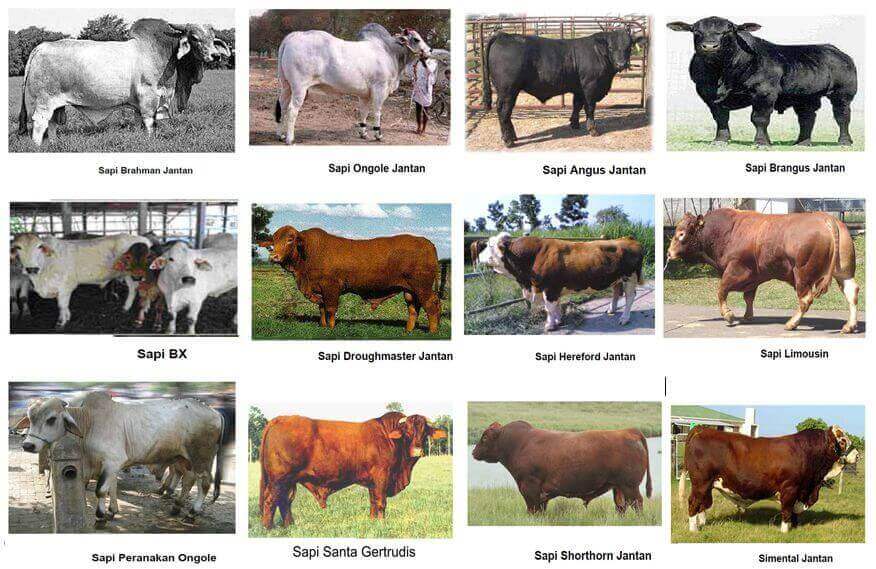 Sapi Brahman Jantan
Sapi Ongole Jantan
Sapi Angus Jantan
Sapi Brangus Jantan
Sapi BX
Sapi Droughmaster Jantan
Sapi Hereford Jantan
Sapi Limousin
Sapi Peranakan Ongole
Sapi Santa Gertrudis
Sapi Shorthorn Jantan
Simental Jantan